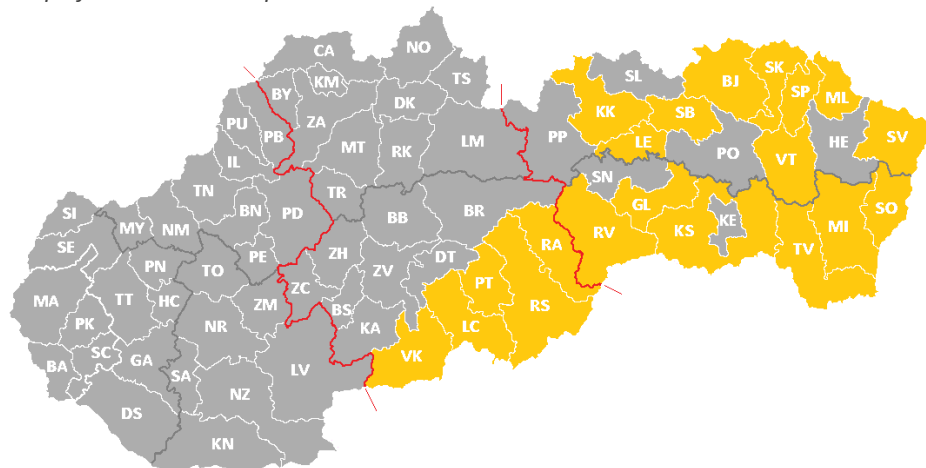 CA
NO
KM
TS
BY
DK
PU
PB
ZA
MT
RK
LM
IL
TN
TR
BN
PD
BB
BR
SI
MY
NM
SE
PE
ZH
ZV
DT
PN
TO
ZC
MA
TT
HC
ZM
BS
PK
NR
KA
SC
GA
BA
SA
LV
NZ
DS
KN
SL
BJ
SK
SP
ML
PP
KK
SB
LE
PO
VT
HE
SV
SN
GL
KE
RV
KS
SO
MI
TV
RA
PT
RS
LC
VK